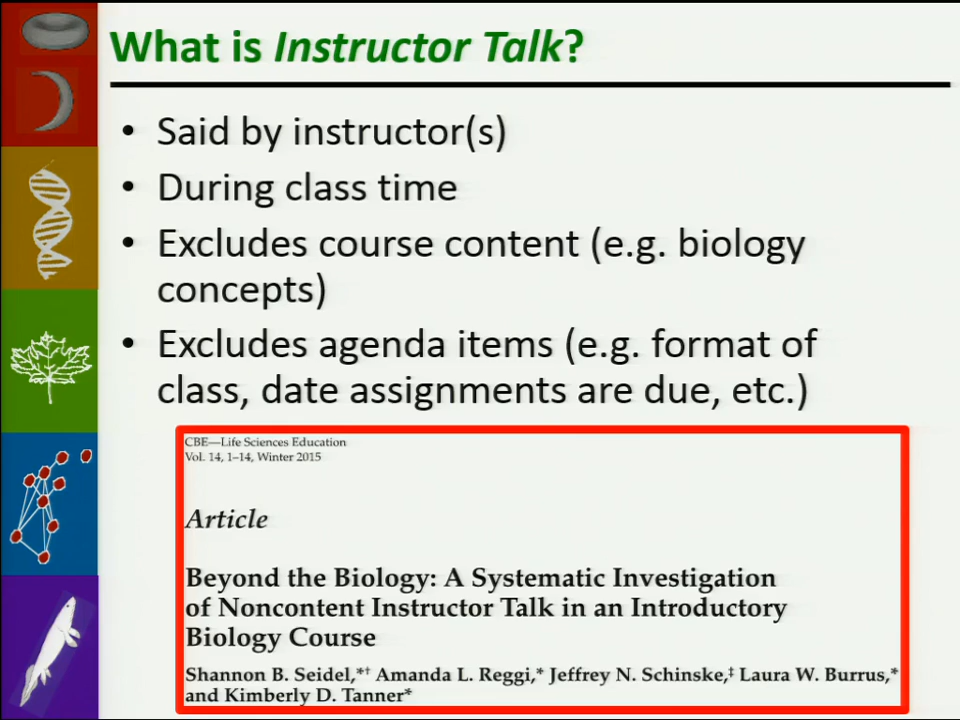 What is Instructor Talk?
• Said by instructor(s)
• During class time
• Excludes course content (e.g. biology
concepts)
• Excludes agenda items (e.g. format of
class, date assignments are due, etc.)
CBE—Life Sciences Education
Vol. 14, 1–14, Winter 2015
Article
Beyond the Biology: A Systematic Investigation
of Noncontent Instructor Talk in an Introductory
Biology Course
Shannon B. Seidel,*† Amanda L. Reggi,* Jeffrey N. Schinske,‡ Laura W. Burrus,*
and Kimberly D. Tanner*